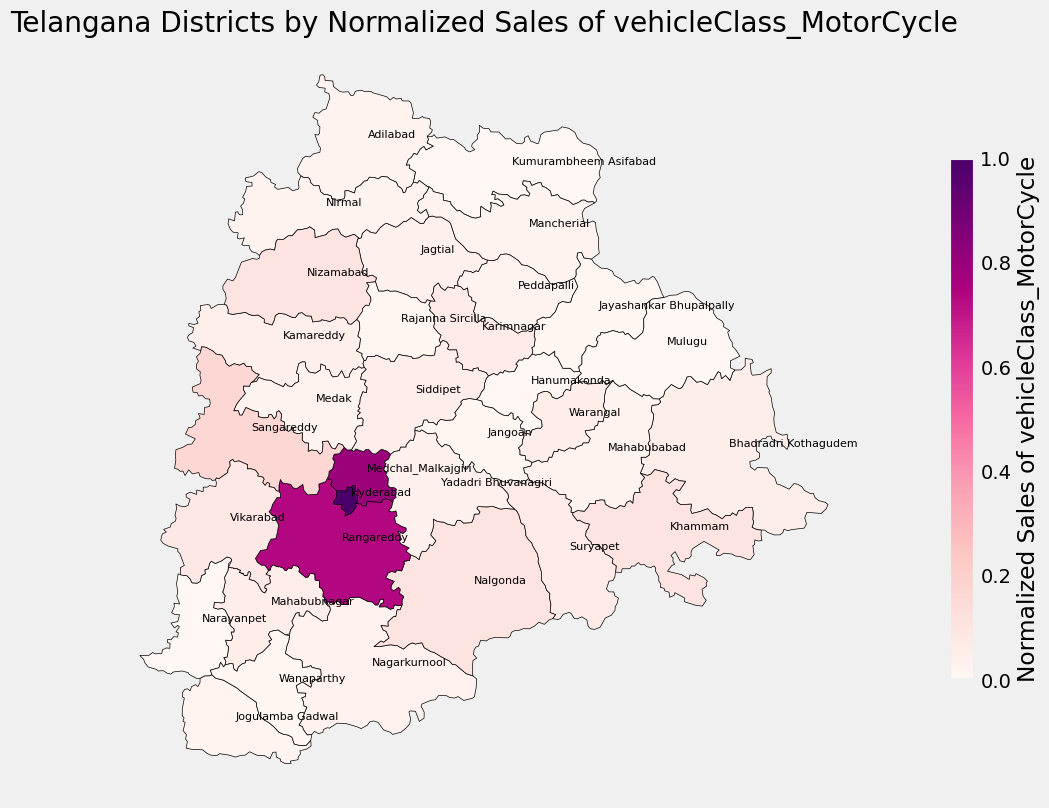 Telangana Districts by Normalized Sales of vehicleClass_MotorCycle
Adilabad
Kumurambheem Asifabad
Nirmal
Mancherial
Jagtial
Nizamabad
Peddapalli
Jayashankar Bhupalpally
Rajanna Sircilla
Karimnagar
Kamareddy
Mulugu
Hanumakonda
Siddipet
Medak
Warangal
Sangareddy
Jangoan
Bhadradri Kothagudem
Mahabubabad
Medchal_Malkajgiri
Yadadri Bhuvanagiri
Hyderabad
Vikarabad
Khammam
Rangareddy
Suryapet
Nalgonda
Mahabubnagar
Narayanpet
Nagarkurnool
Wanaparthy
Jogulamba Gadwal
1.0
0.8
0.6
0.4
0.2
0.0
Normalized Sales of vehicleClass_MotorCycle